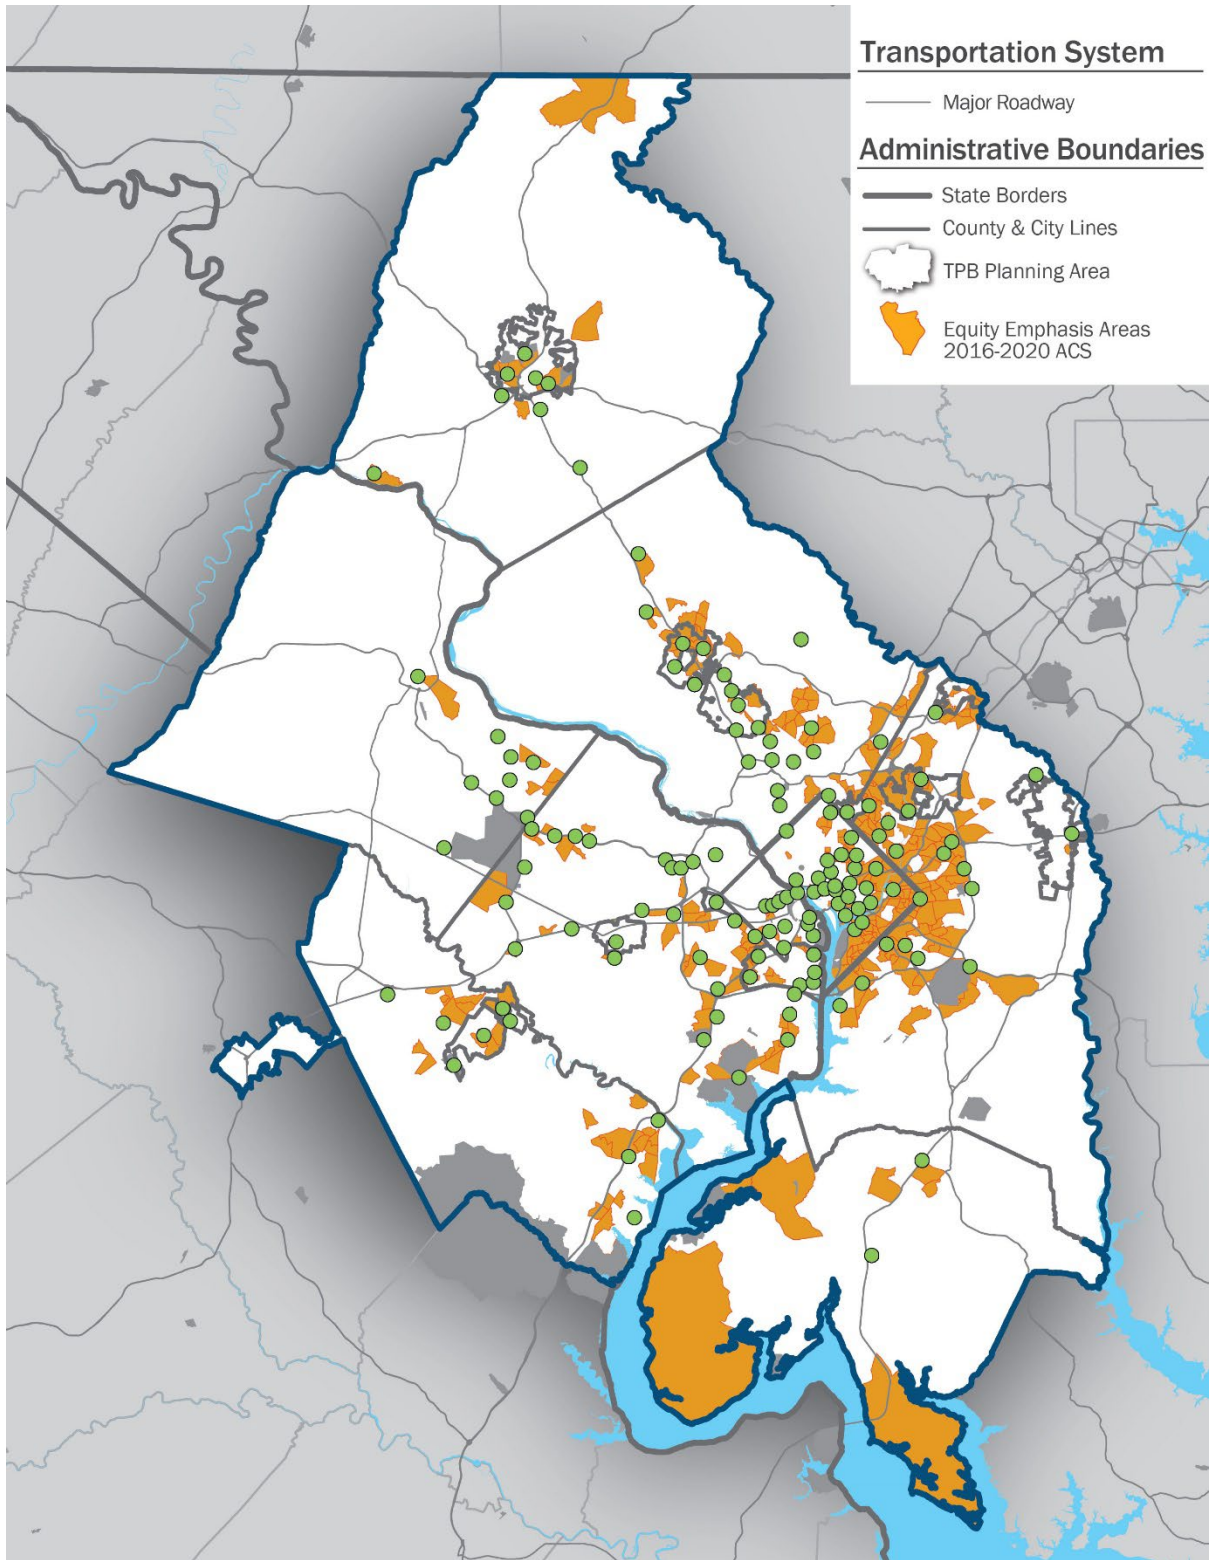 Transportation System
Major Roadway
Administrative Boundaries
State Borders
County & City Lines
TPB Planning Area
Equity Emphasis Areas
2016-2020 ACS